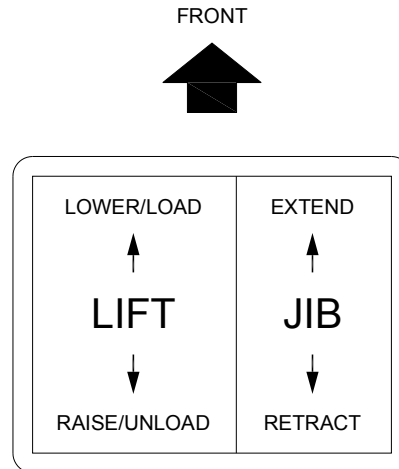 FRONT
LOWER/LOAD
EXTEND
LIFT
JIB
RAISE/UNLOAD
RETRACT